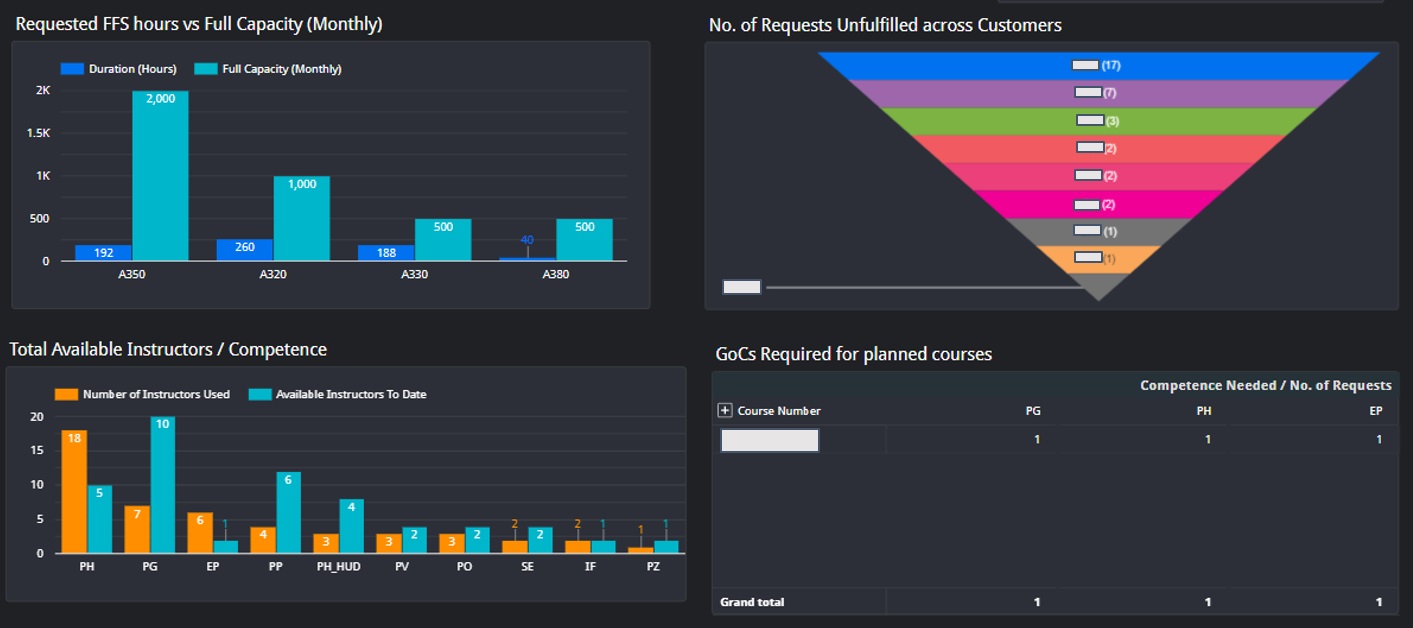 Requested FFS hours vs Full Capacity (Monthly)
Duration (Hours) Full Capacity (Monthly)
2K
1.5K
1K
500
0
2,000
1,000
500
500
192
260
188
40
A350 A320 A330 A380
No. of Requests Unfulfilled across Customers
(17)
(7)
(3)
(2)
(2)
(2)
(1)
(1)
Total Available Instructors / Competence
Number of Instructors Used Available Instructors To Date
20
15
10
5
0
18 5
7 10
6 1
4 6
3 4
3 2
3 2
2 2
2 1
1 1
PH PG EP PP PH_HUD PV PO SE IF PZ
GoCs Required for planned courses
Competence Needed / No. of Requests
+ Course Number PG PH EP
1 1 1
Grand total 1 1 1